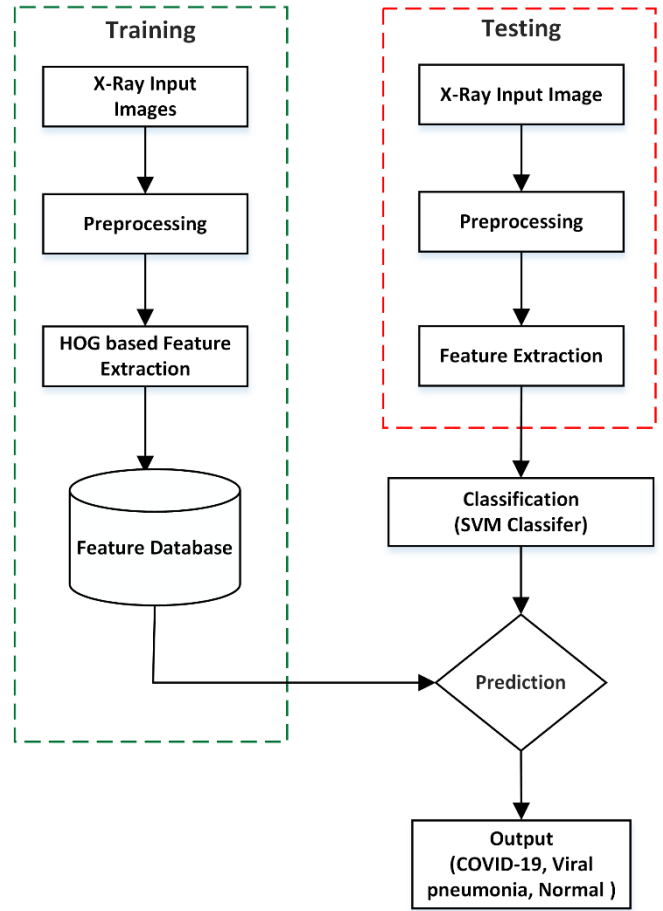 Training
X-Ray Input
Images
Preprocessing
HOG based Feature
Extraction
Feature Database
Testing
X-Ray Input Image
Preprocessing
Feature Extraction
Classification
(SVM Classifer)
Prediction
Output
(COVID-19, Viral
pneumonia, Normal )